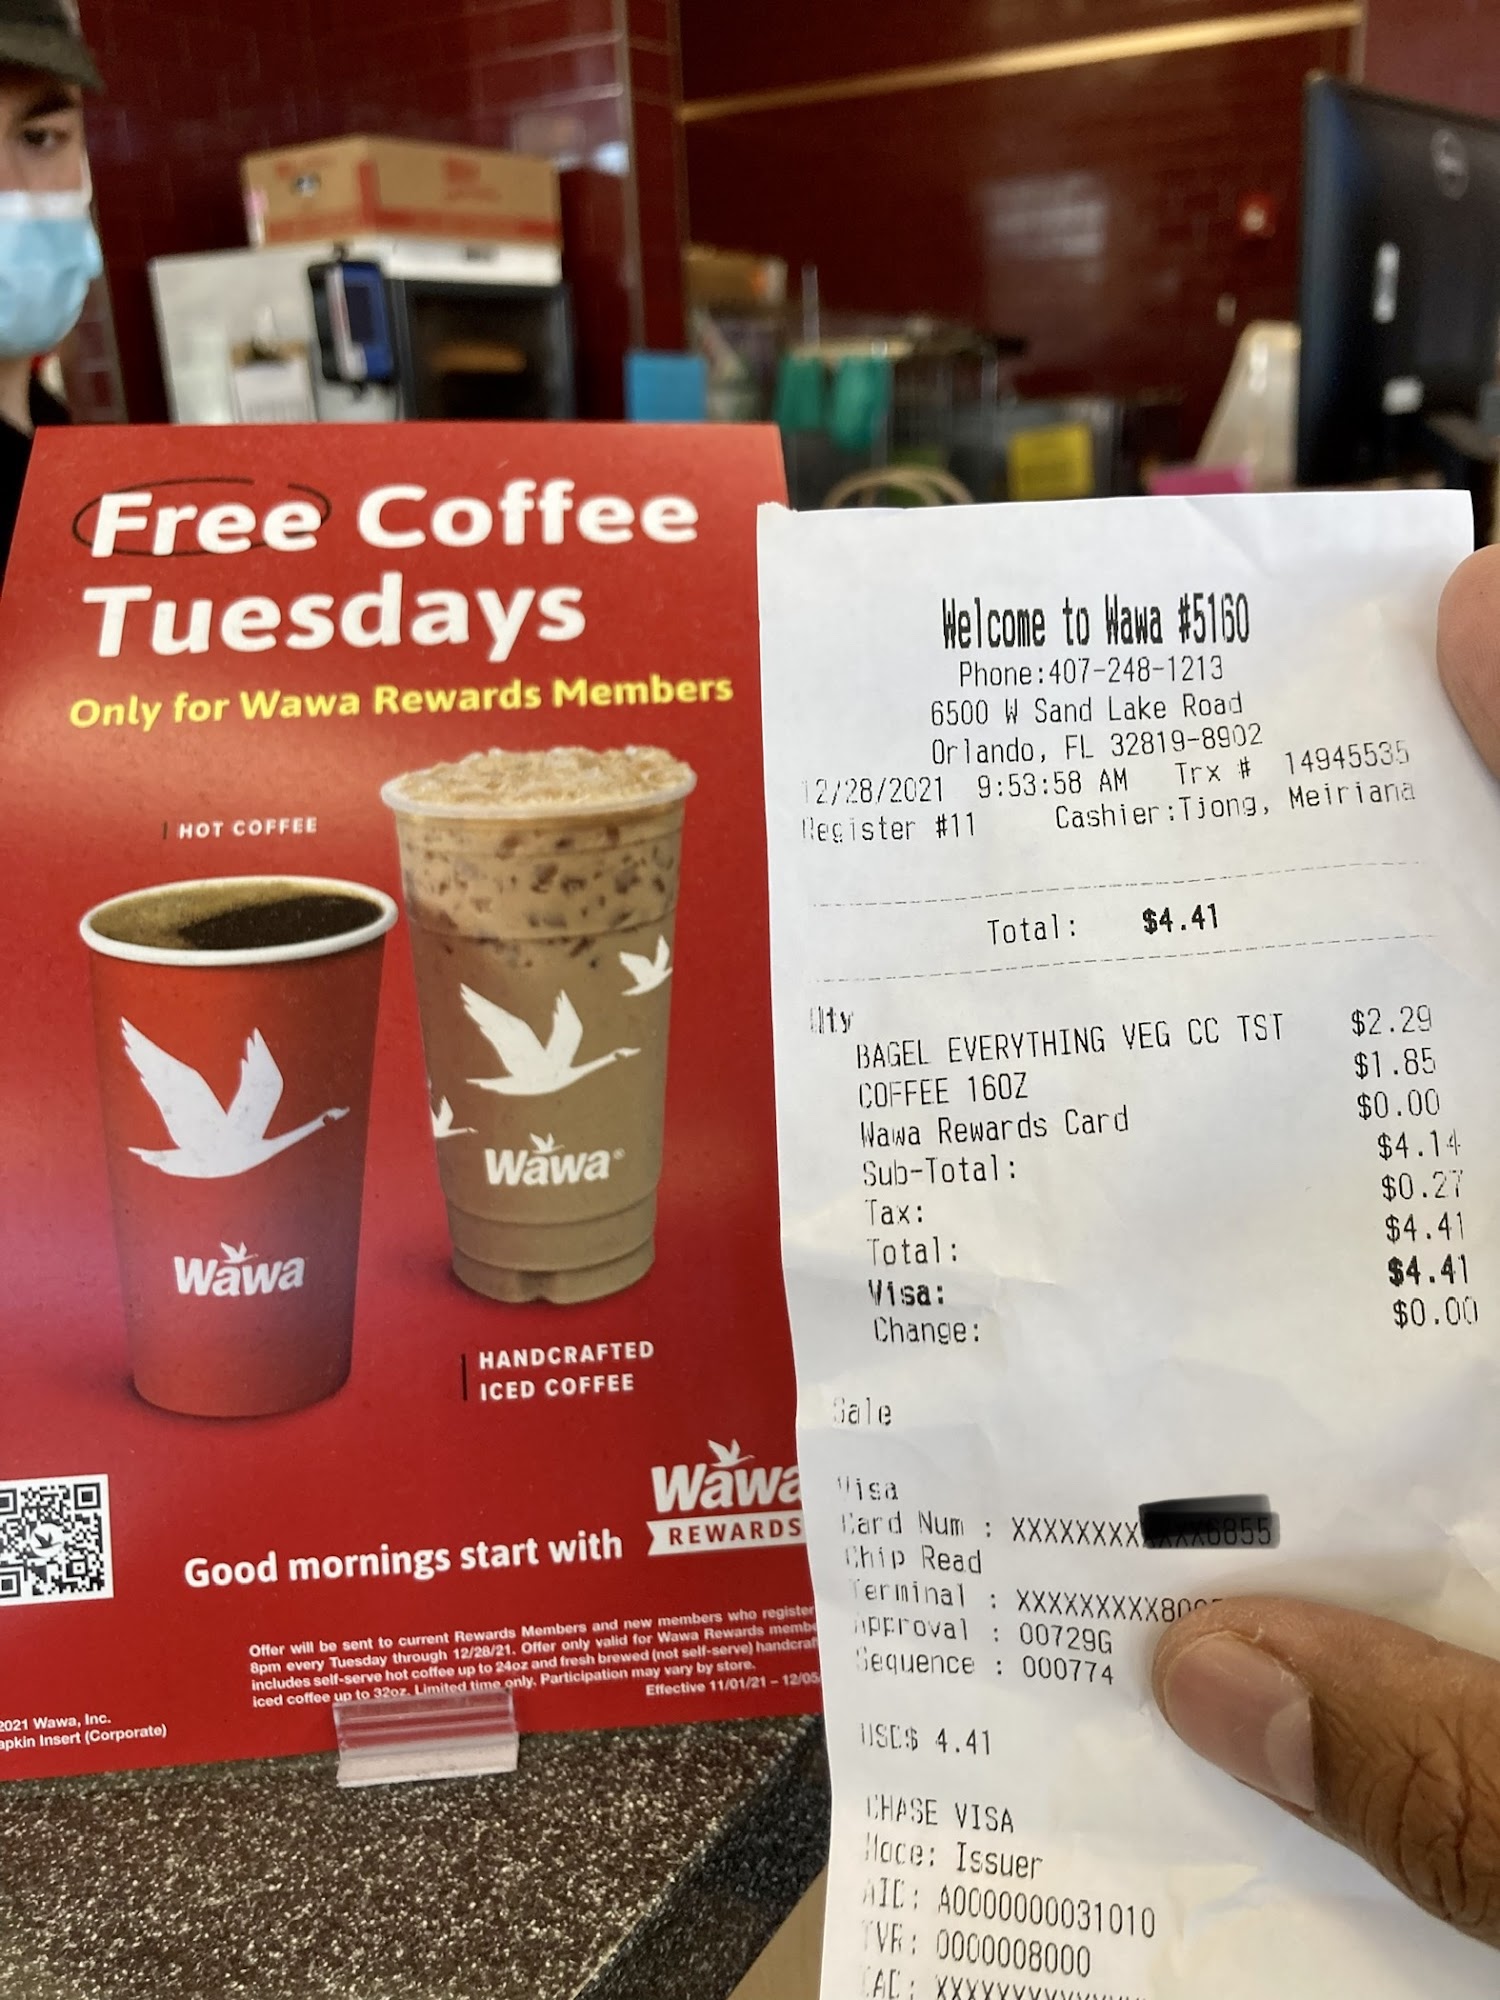 Free Coffee
Tuesdays
Only for Wawa Rewards Members
HOT COFFEE
Wawa
Wawa®
HANDCRAFTED
ICED COFFEE
Wawa
REWARDS
Good mornings start with
Offer will be sent to current Rewards Members and new members who register
8pm every Tuesday through 12/28/21. Offer only valid for Wawa Rewards
includes self-serve hot coffee up to 24oz and fresh brewed (not self-serve)
iced coffee up to 32oz. Limited time only. Participation may vary by store.
Effective 11/01/21 -
2021 Wawa, Inc.
Insert (Corporate)
Welcome to Wawa #5160
Phone:407-248-1213
6500 W Sand Lake Road
Orlando, FL 32819-8902
12/28/2021 9:53:58 AM Trx # 14945535
Register #11 Cashier:Tjong, Meiriana
Total: $4.41
Qty
BAGEL EVERYTHING VEG CC TST $2.29
COFFEE 16OZ $1.85
Wawa Rewards Card $0.00
Sub-Total: $4.14
Tax: $0.27
Total: $4.41
Visa: $4.41
Change: $0.00
Sale
Visa
Card Num :
Chip Read
Terminal :
Approval : 00729G
Sequence : 000774
USD$ 4.41
CHASE VISA
Mode: Issuer
AID: A0000000031010
TVR: 0000008000